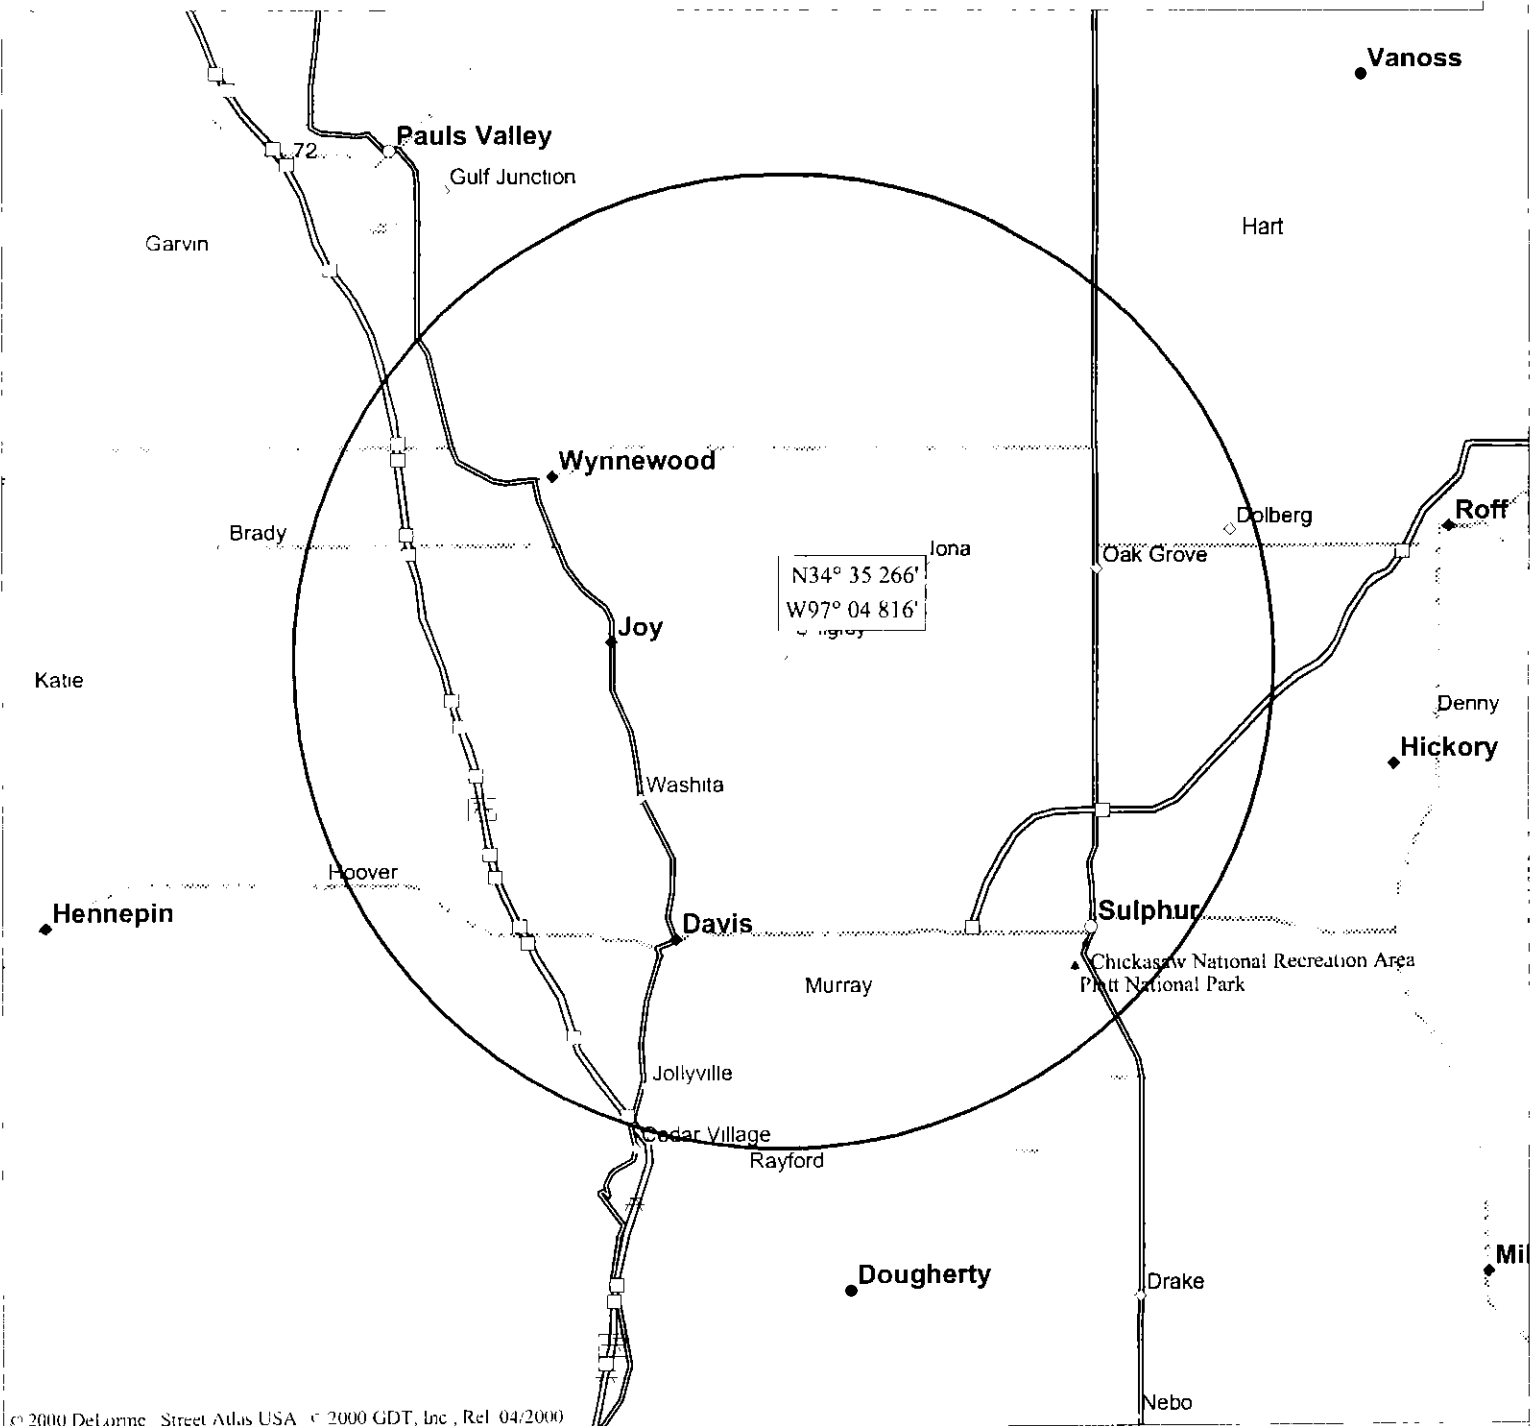 Vanoss
Pauls Valley
72
Gulf Junction
Hart
Garvin
Wynnewood
Roff
Dolberg
Brady
Iona
Oak Grove
N34° 35 266'
W97° 04 816'
Joy
Katie
Denny
Hickory
Washita
Hoover
Hennepin
Sulphur
Davis
Chickasaw National Recreation Area
Platt National Park
Murray
Jollyville
Cedar Village
Rayford
Mil
Dougherty
Drake
Nebo
© 2000 DeLorme Street Atlas USA © 2000 GDT, Inc , Rel 04/2000